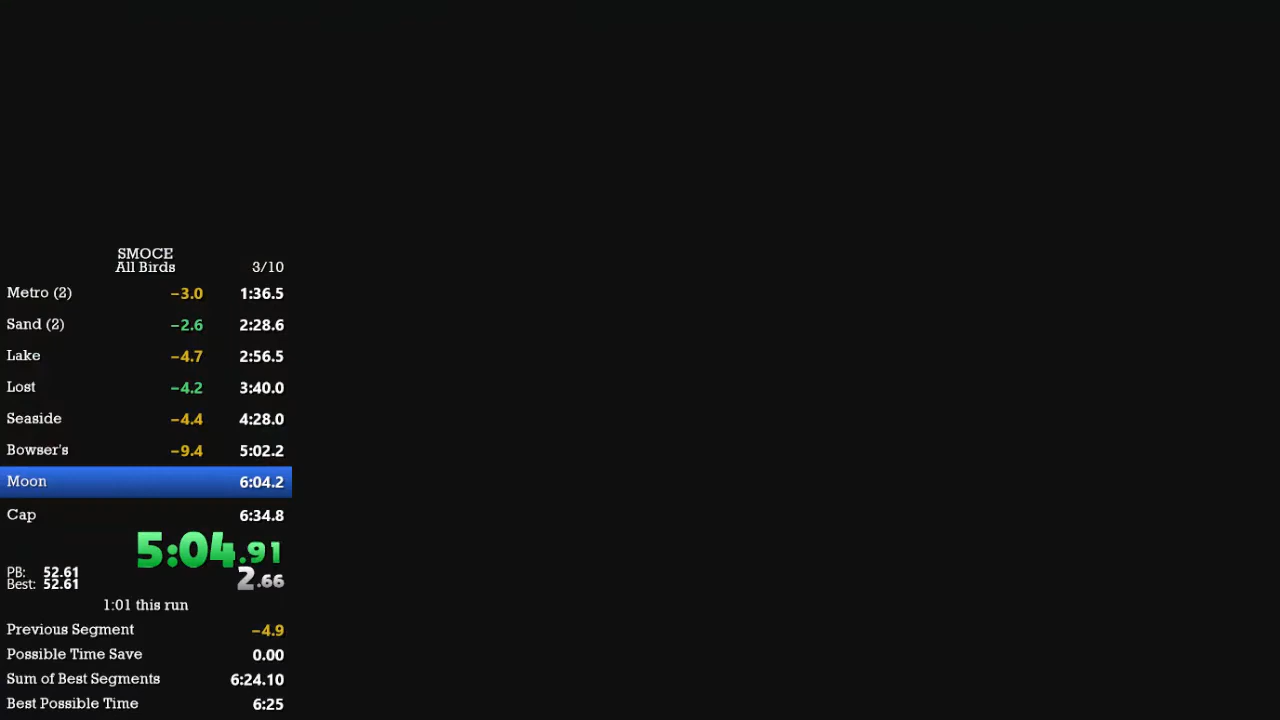 SMOCE
All Birds 3/10
Metro (2) −3.0 1:36.5
Sand (2) −2.6 2:28.6
Lake −4.7 2:56.5
Lost −4.2 3:40.0
Seaside −4.4 4:28.0
Bowser's −9.4 5:02.2
Moon 6:04.2
Cap 6:34.8
5:04.91
PB: 52.61
Best: 52.61
2.66
1:01 this run
Previous Segment −4.9
Possible Time Save 0.00
Sum of Best Segments 6:24.10
Best Possible Time 6:25